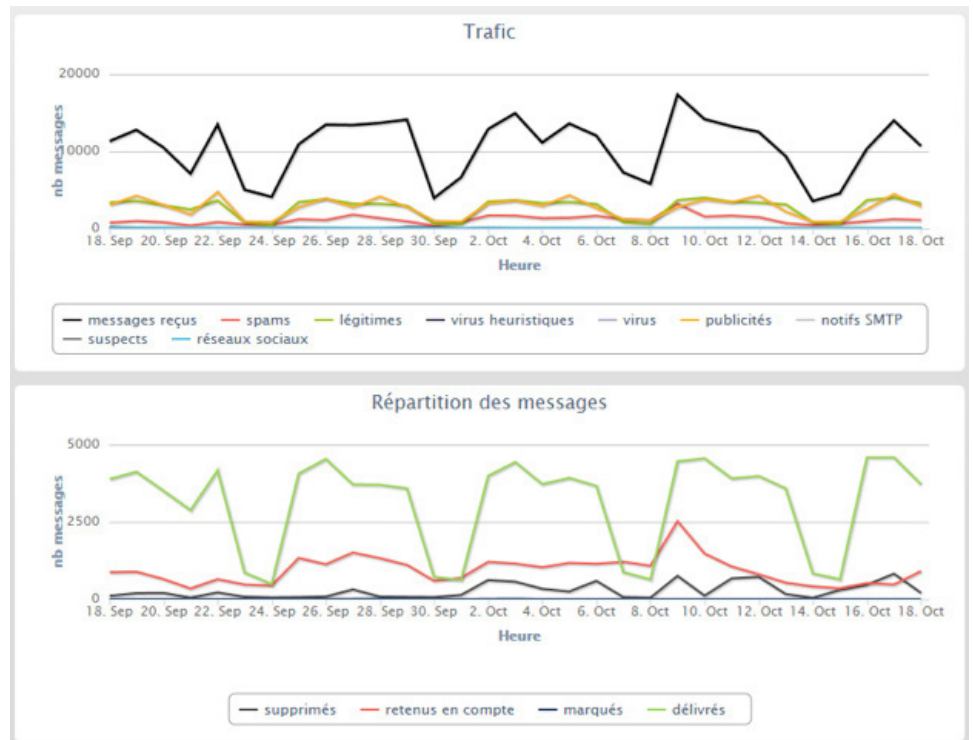 Trafic
20000
10000
0
nb messages
18. Sep 20. Sep 22. Sep 24. Sep 26. Sep 28. Sep 30. Sep 2. Oct 4. Oct 6. Oct 8. Oct 10. Oct 12. Oct 14. Oct 16. Oct 18. Oct
Heure
messages reçus spams légitimes virus heuristiques virus publicités notifs SMTP
suspects réseaux sociaux
Répartition des messages
5000
2500
0
nb messages
18. Sep 20. Sep 22. Sep 24. Sep 26. Sep 28. Sep 30. Sep 2. Oct 4. Oct 6. Oct 8. Oct 10. Oct 12. Oct 14. Oct 16. Oct 18. Oct
Heure
supprimés retenus en compte marqués délivrés